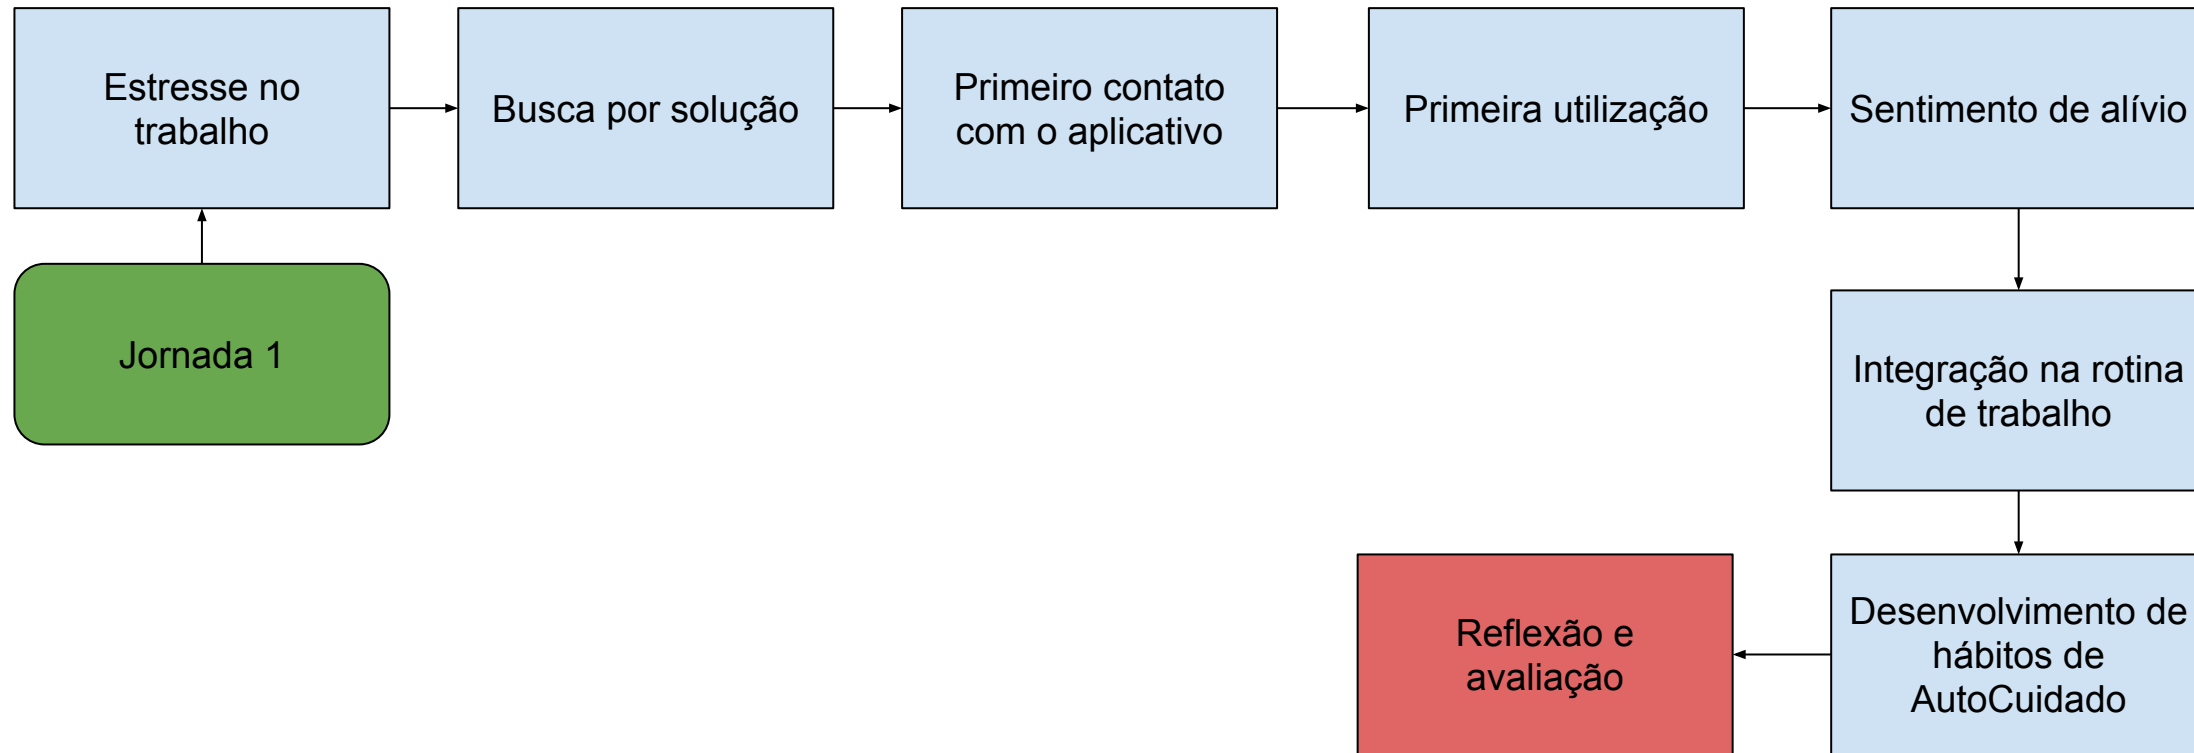 Estresse no
trabalho
Busca por solução
Primeiro contato
com o aplicativo
Primeira utilização
Sentimento de alívio
Jornada 1
Integração na rotina
de trabalho
Desenvolvimento de
hábitos de
AutoCuidado
Reflexão e
avaliação